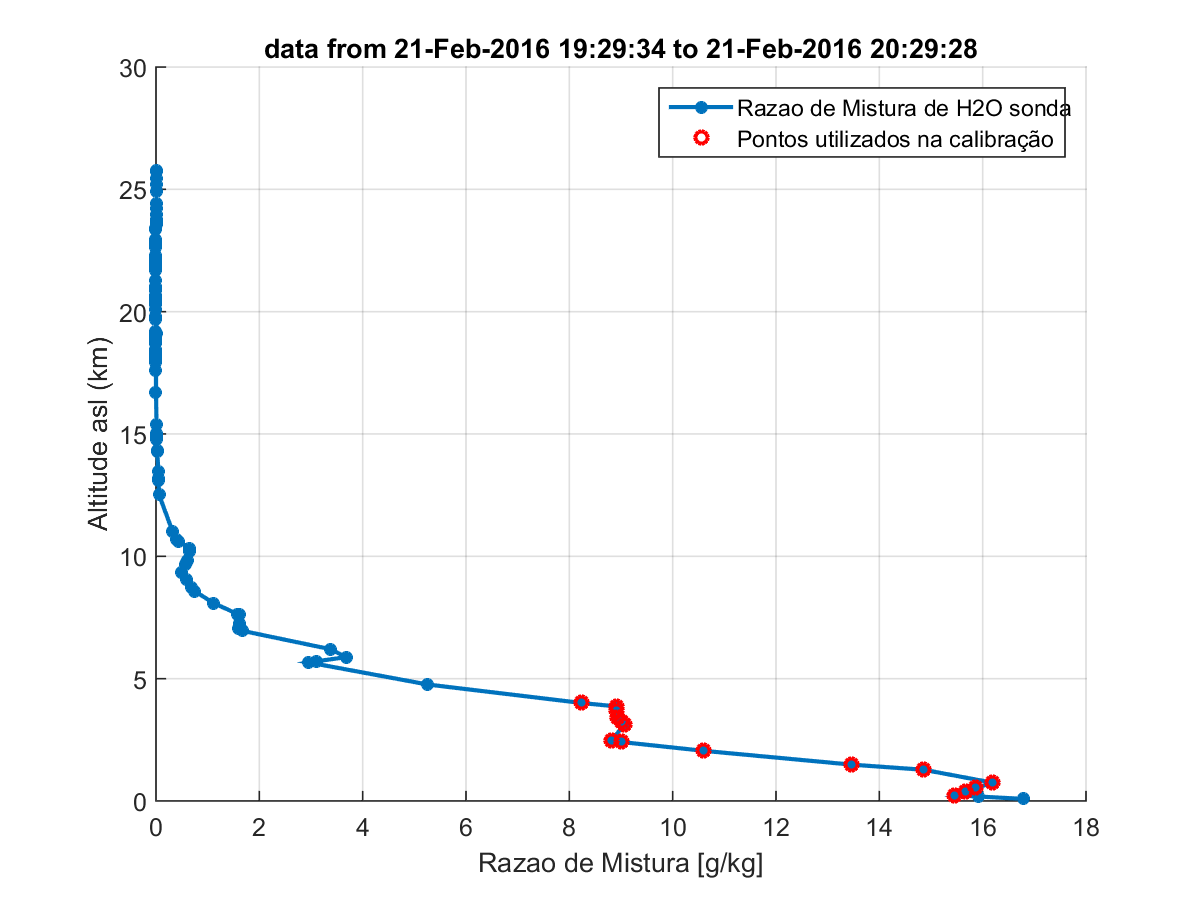 data from 21-Feb-2016 19:29:34 to 21-Feb-2016 20:29:28
Razao de Mistura de H2O sonda
Pontos utilizados na calibração
30
25
20
15
10
5
0
Altitude asl (km)
0 2 4 6 8 10 12 14 16 18
Razao de Mistura [g/kg]